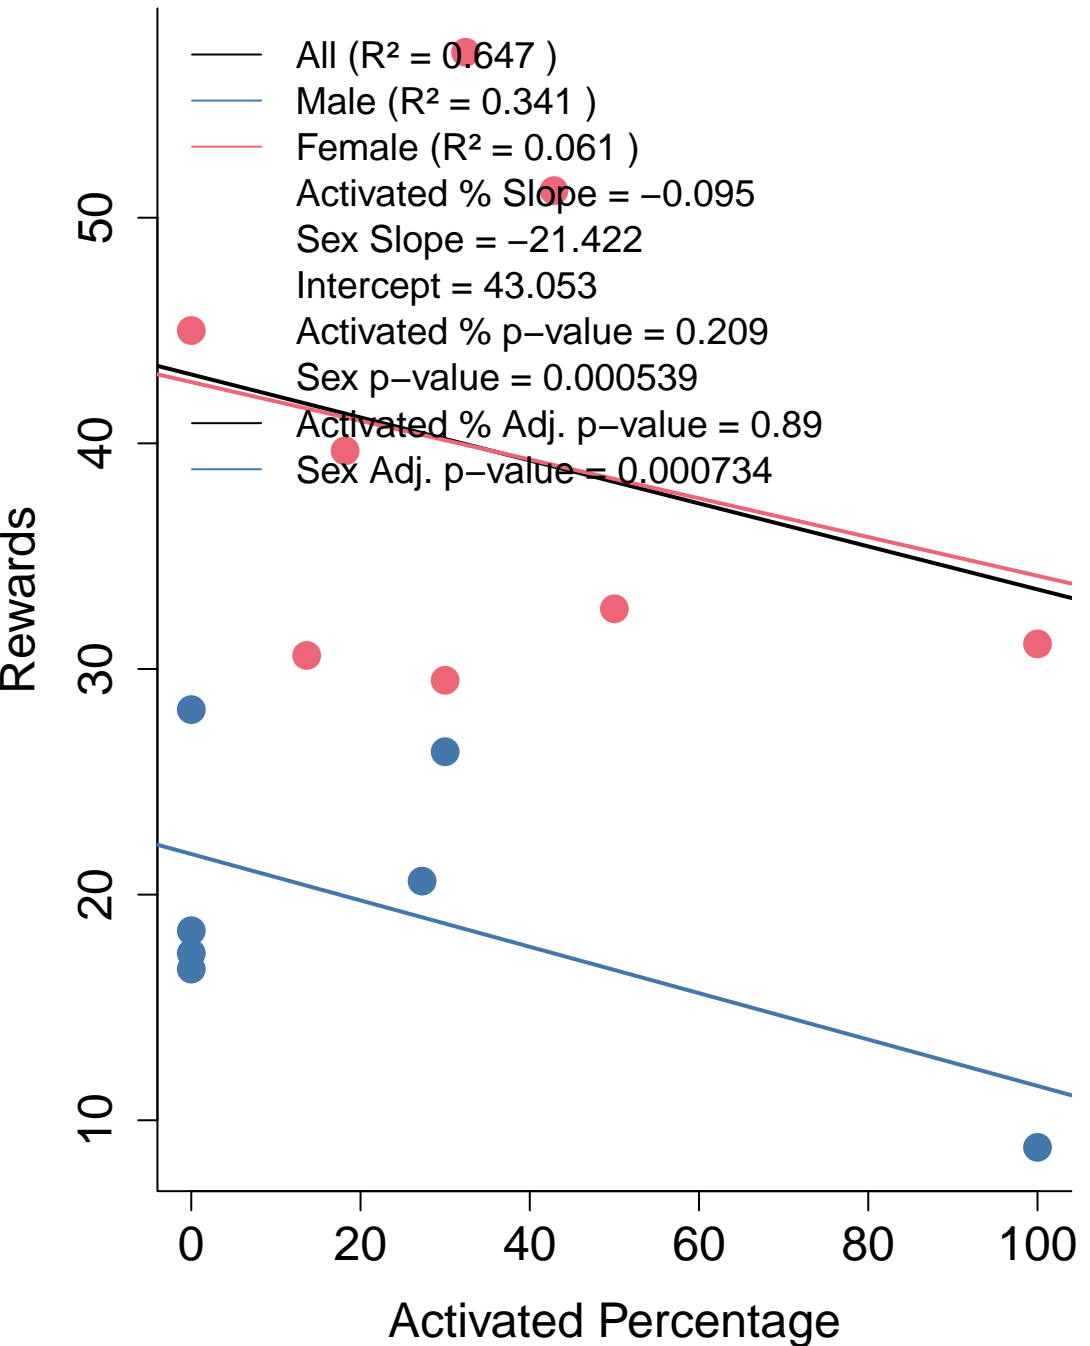 All (R² = 0.647 )
Male (R² = 0.341 )
Female (R² = 0.061 )
Activated % Slope = −0.095
Sex Slope = −21.422
Intercept = 43.053
Activated % p−value = 0.209
Sex p−value = 0.000539
Activated % Adj. p−value = 0.89
Sex Adj. p−value = 0.000734
Rewards
50
40
30
20
10
0 20 40 60 80 100
Activated Percentage